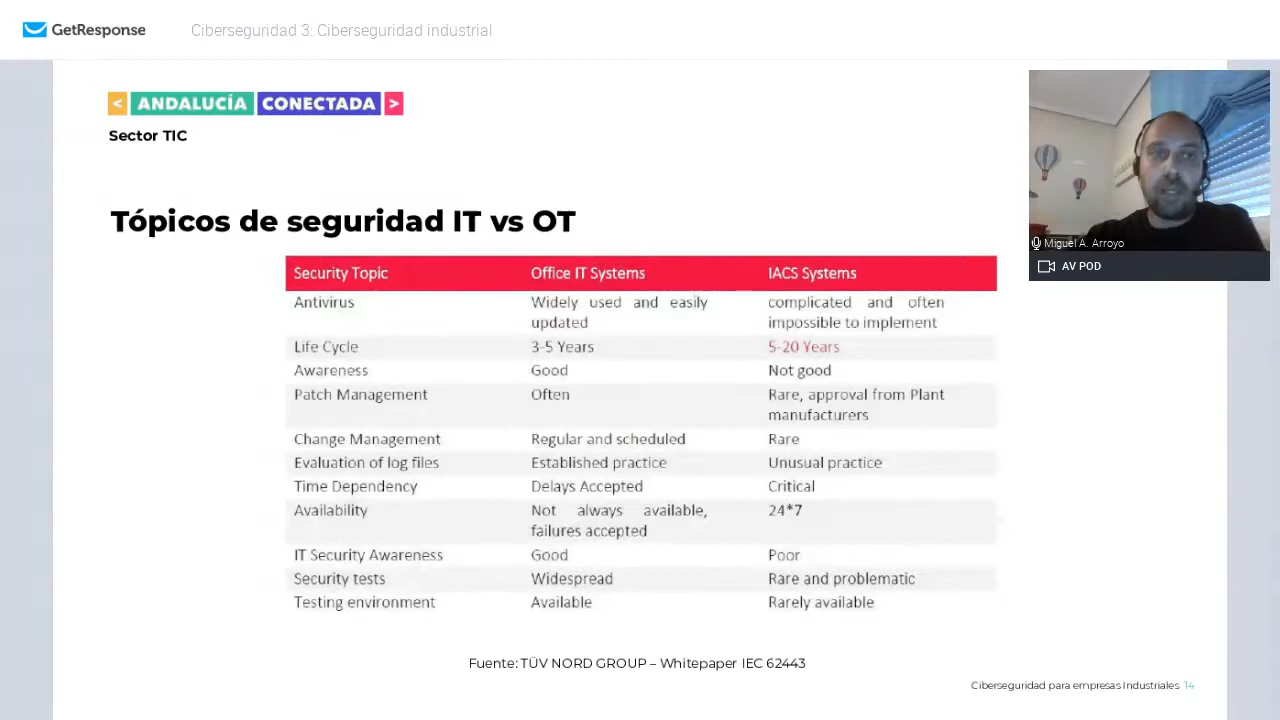 GetResponse
Ciberseguridad 3: Ciberseguridad industrial
< ANDALUCÍA CONECTADA >
Sector TIC
Miguel A. Arroyo
AV POD
Tópicos de seguridad IT vs OT
Security Topic Office IT Systems IACS Systems
Antivirus Widely used and easily complicated and often
updated impossible to implement
Life Cycle 3-5 Years 5-20 Years
Awareness Good Not good
Patch Management Often Rare, approval from Plant
manufacturers
Change Management Regular and scheduled Rare
Evaluation of log files Established practice Unusual practice
Time Dependency Delays Accepted Critical
Availability Not always available, 24*7
failures accepted
IT Security Awareness Good Poor
Security tests Widespread Rare and problematic
Testing environment Available Rarely available
Fuente: TÜV NORD GROUP – Whitepaper IEC 62443
Ciberseguridad para empresas Industriales 14